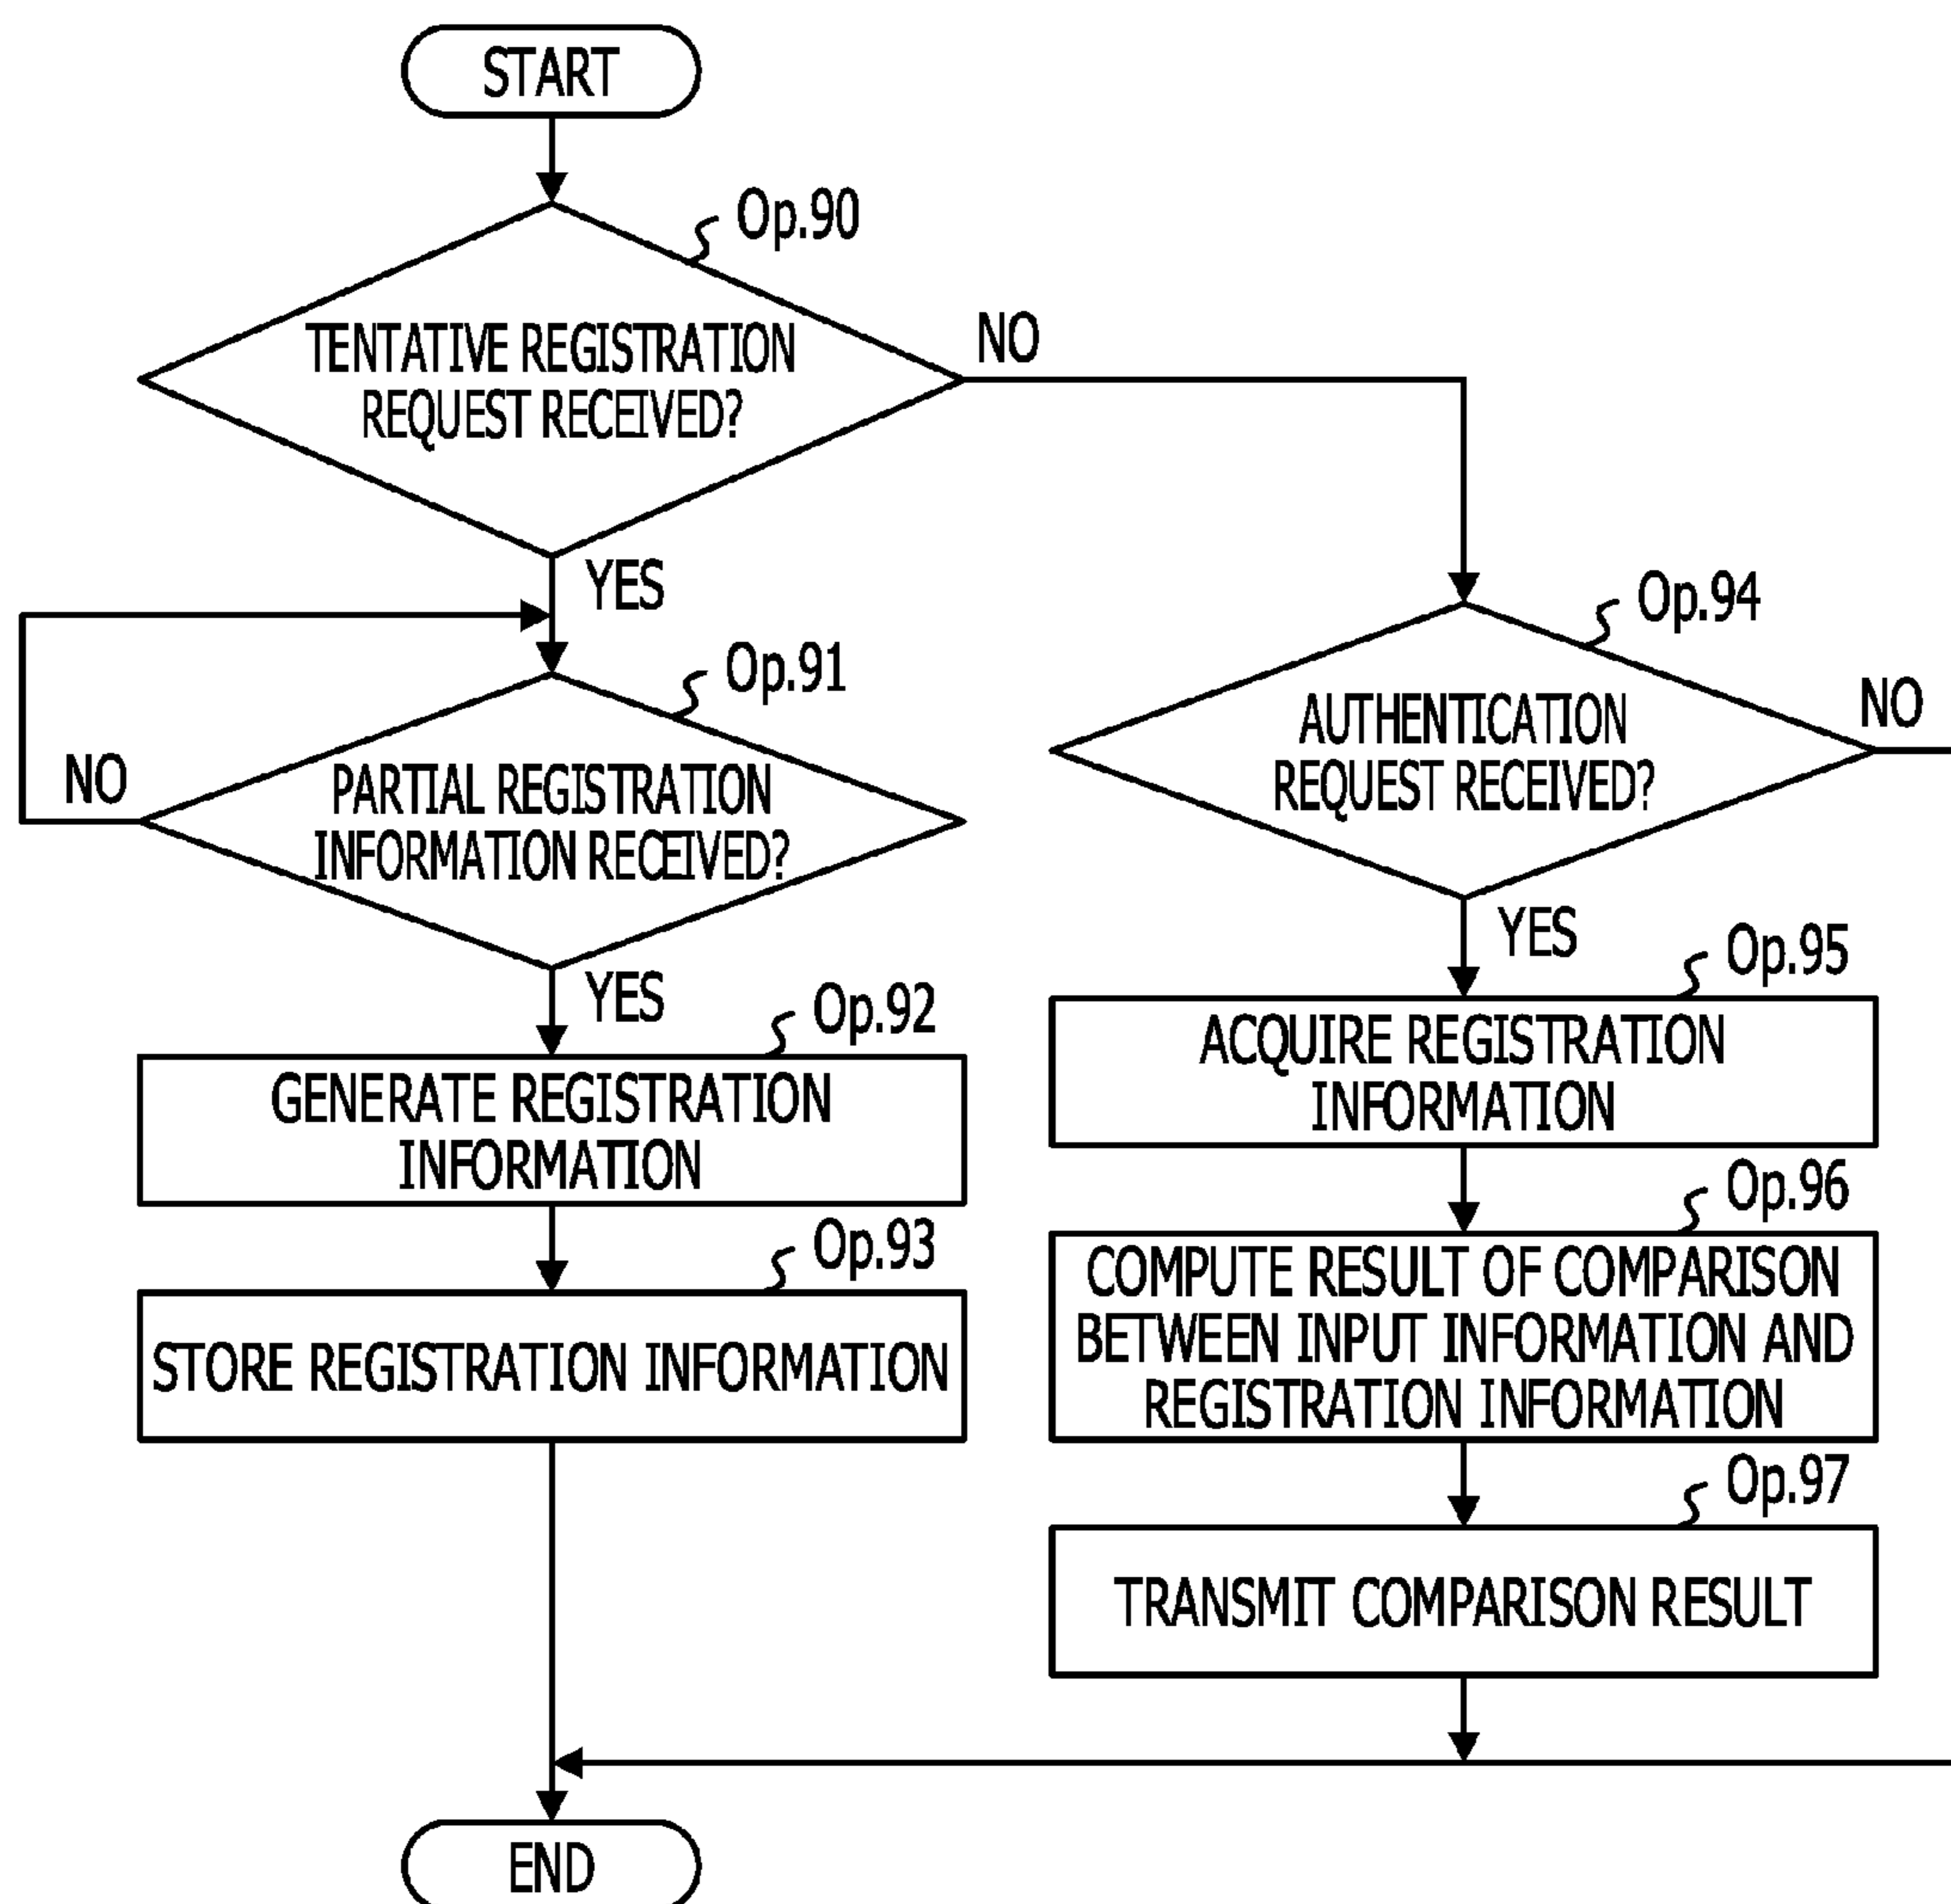 START
Op.90
TENTATIVE REGISTRATION
REQUEST RECEIVED?
NO
YES
Op.91
PARTIAL REGISTRATION
INFORMATION RECEIVED?
NO
YES
Op.92
GENERATE REGISTRATION
INFORMATION
Op.93
STORE REGISTRATION INFORMATION
Op.94
AUTHENTICATION
REQUEST RECEIVED?
NO
YES
Op.95
ACQUIRE REGISTRATION
INFORMATION
Op.96
COMPUTE RESULT OF COMPARISON
BETWEEN INPUT INFORMATION AND
REGISTRATION INFORMATION
Op.97
TRANSMIT COMPARISON RESULT
END